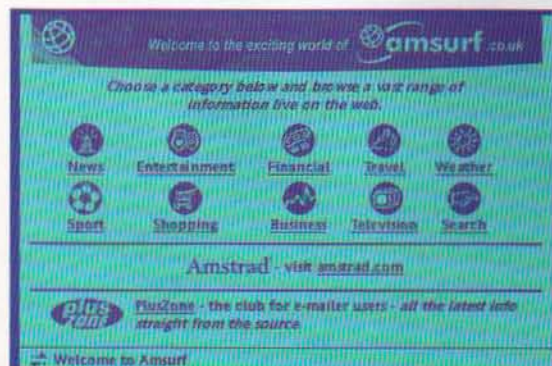 Welcome to the exciting world of amsurf.co.uk
Choose a category below and browse a vast range of
information live on the web.
News Entertainment Financial Travel Weather
Sport Shopping Business Television Search
Amstrad - visit amstrad.com
plus zone PlusZone - the club for e-mailer users - all the latest info
straight from the source
Welcome to Amsurf